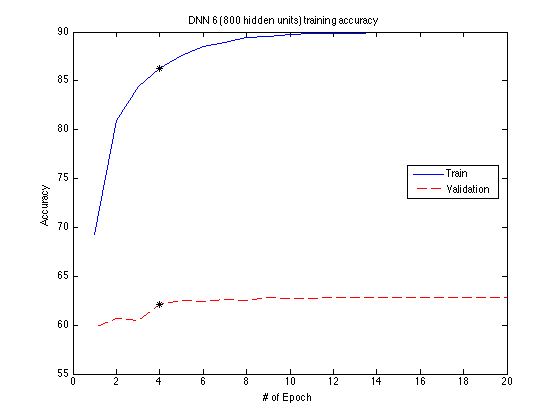 DNN 6 (800 hidden units) training accuracy
90
85
80
75
70
65
60
55
Accuracy
Train
Validation
0 2 4 6 8 10 12 14 16 18 20
# of Epoch